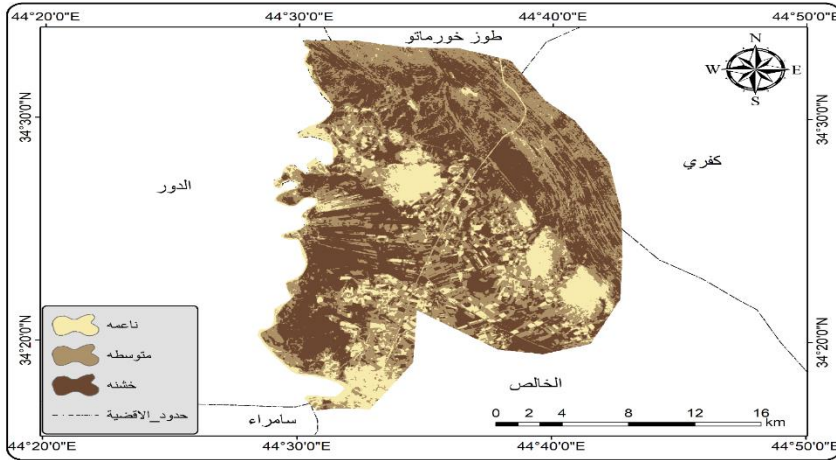 44°20'0"E 44°30'0"E 44°40'0"E 44°50'0"E
طوز خورماتو
N
W E
S
34°30'0"N 34°30'0"N
كفري
الدور
ناعمه
متوسطه
خشنه
حدود_الاقضية
34°20'0"N 34°20'0"N
الخالص
سامراء
0 2 4 8 12 16
km
44°20'0"E 44°30'0"E 44°40'0"E 44°50'0"E